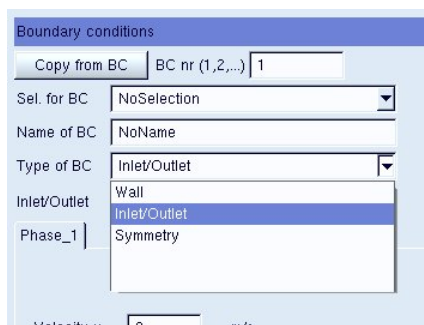 Boundary conditions
Copy from BC BC nr (1,2,...) 1
Sel. for BC NoSelection
Name of BC NoName
Type of BC Inlet/Outlet
Wall
Inlet/Outlet Inlet/Outlet
Phase_1 Symmetry